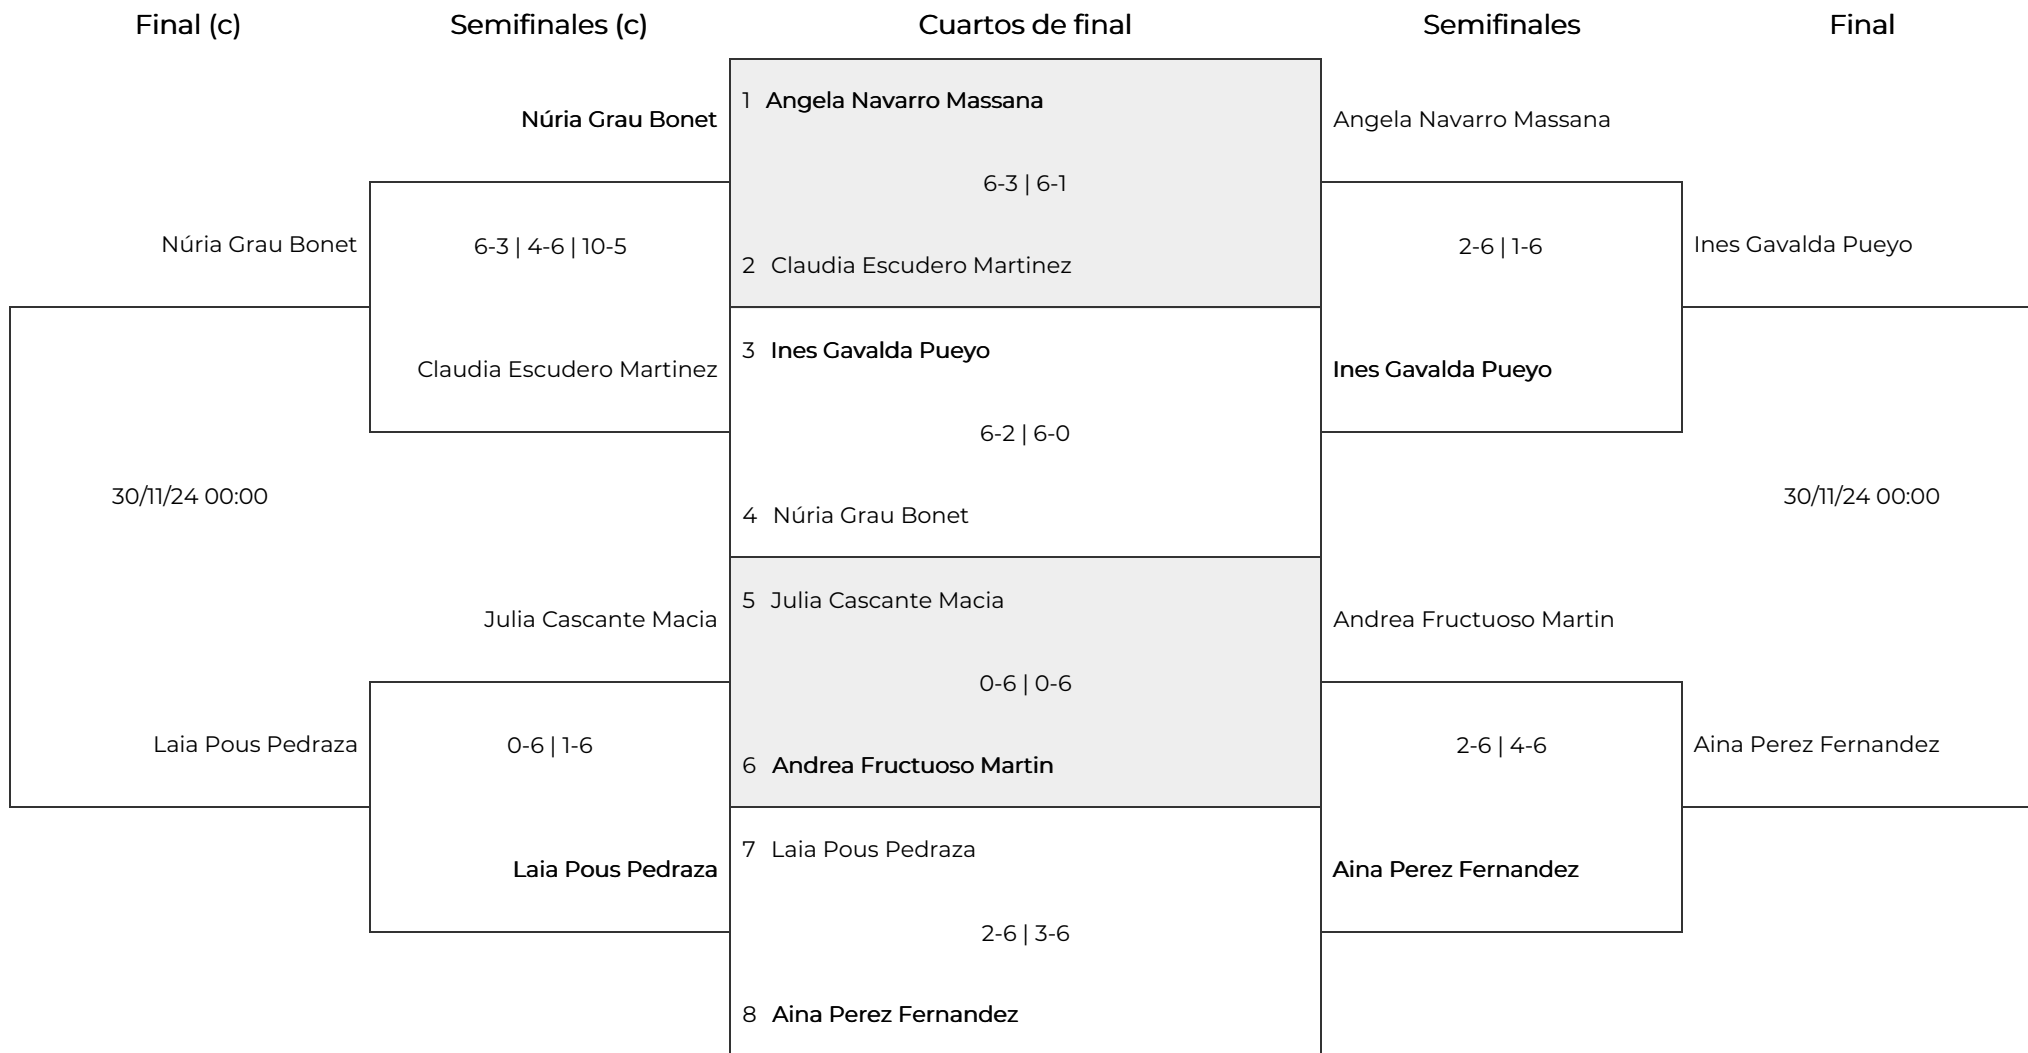 Final (c)
Semifinales (c)
Cuartos de final
Semifinales
Final
Núria Grau Bonet
1 Angela Navarro Massana
Angela Navarro Massana
6-3 | 6-1
Núria Grau Bonet
6-3 | 4-6 | 10-5
2-6 | 1-6
Ines Gavalda Pueyo
2 Claudia Escudero Martinez
3 Ines Gavalda Pueyo
Claudia Escudero Martinez
Ines Gavalda Pueyo
6-2 | 6-0
30/11/24 00:00
30/11/24 00:00
4 Núria Grau Bonet
5 Julia Cascante Macia
Julia Cascante Macia
Andrea Fructuoso Martin
0-6 | 0-6
Laia Pous Pedraza
0-6 | 1-6
2-6 | 4-6
Aina Perez Fernandez
6 Andrea Fructuoso Martin
7 Laia Pous Pedraza
Laia Pous Pedraza
Aina Perez Fernandez
2-6 | 3-6
8 Aina Perez Fernandez